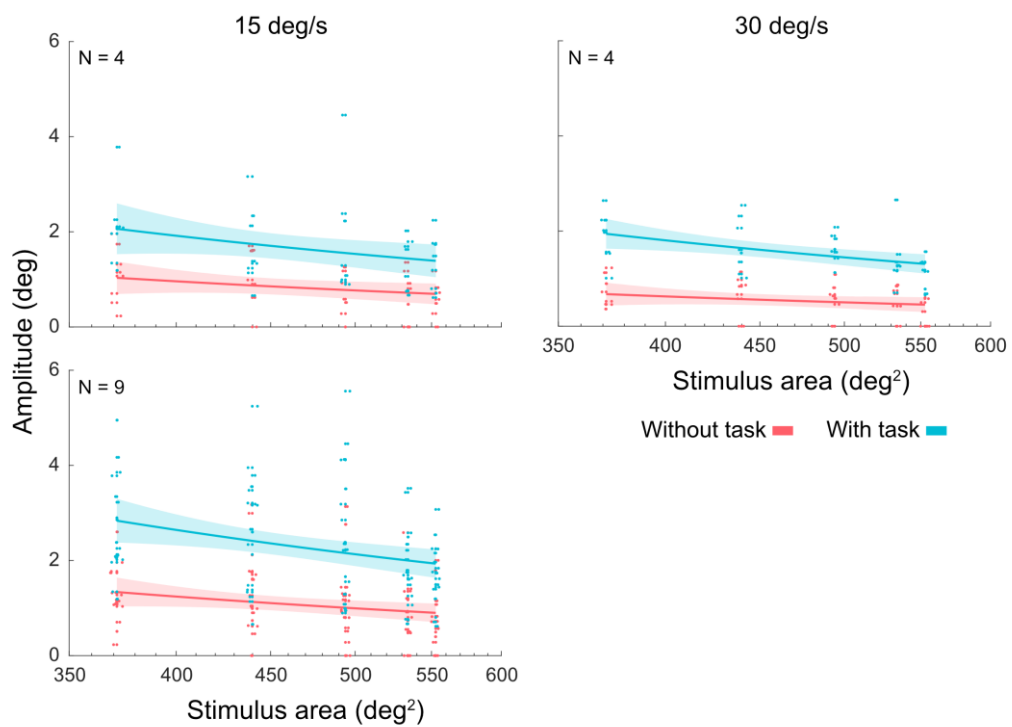 15 deg/s
30 deg/s
N = 4
N = 4
6
4
2
0
350
400
450
500
550
600
Stimulus area (deg²)
Without task
With task
Amplitude (deg)
N = 9
6
4
2
0
350
400
450
500
550
600
Stimulus area (deg²)